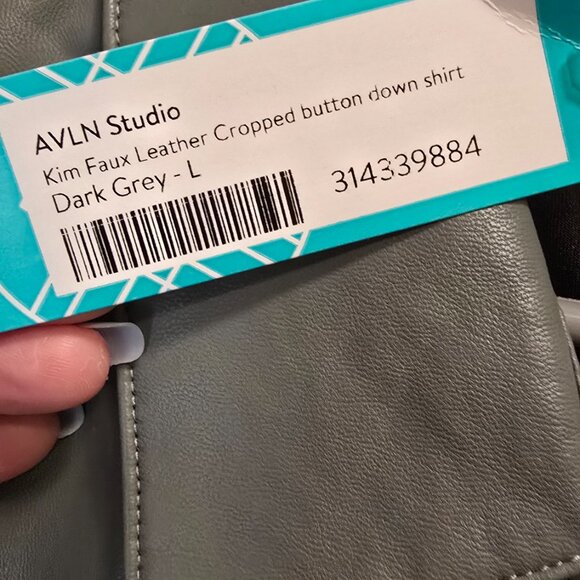 AVLN Studio
Kim Faux Leather Cropped button down shirt
Dark Grey - L
314339884